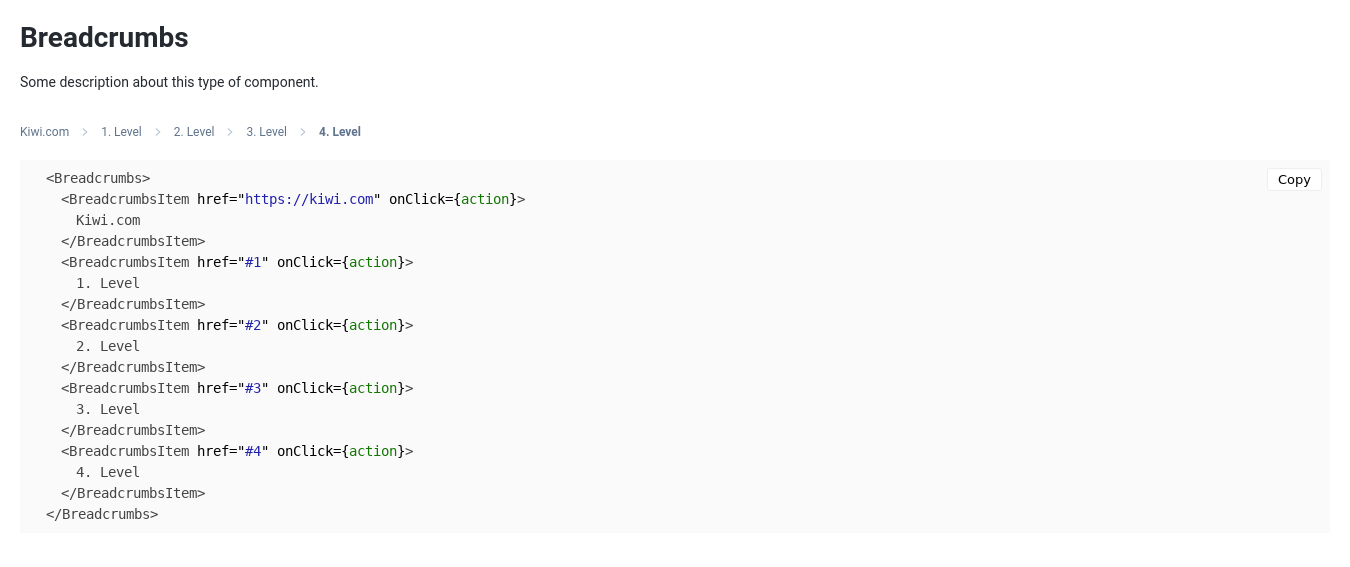 Breadcrumbs
Some description about this type of component.
Kiwi.com 1. Level 2. Level 3. Level 4. Level
Copy
<Breadcrumbs>
  <BreadcrumbsItem href="https://kiwi.com" onClick={action}>
    Kiwi.com
  </BreadcrumbsItem>
  <BreadcrumbsItem href="#1" onClick={action}>
    1. Level
  </BreadcrumbsItem>
  <BreadcrumbsItem href="#2" onClick={action}>
    2. Level
  </BreadcrumbsItem>
  <BreadcrumbsItem href="#3" onClick={action}>
    3. Level
  </BreadcrumbsItem>
  <BreadcrumbsItem href="#4" onClick={action}>
    4. Level
  </BreadcrumbsItem>
</Breadcrumbs>